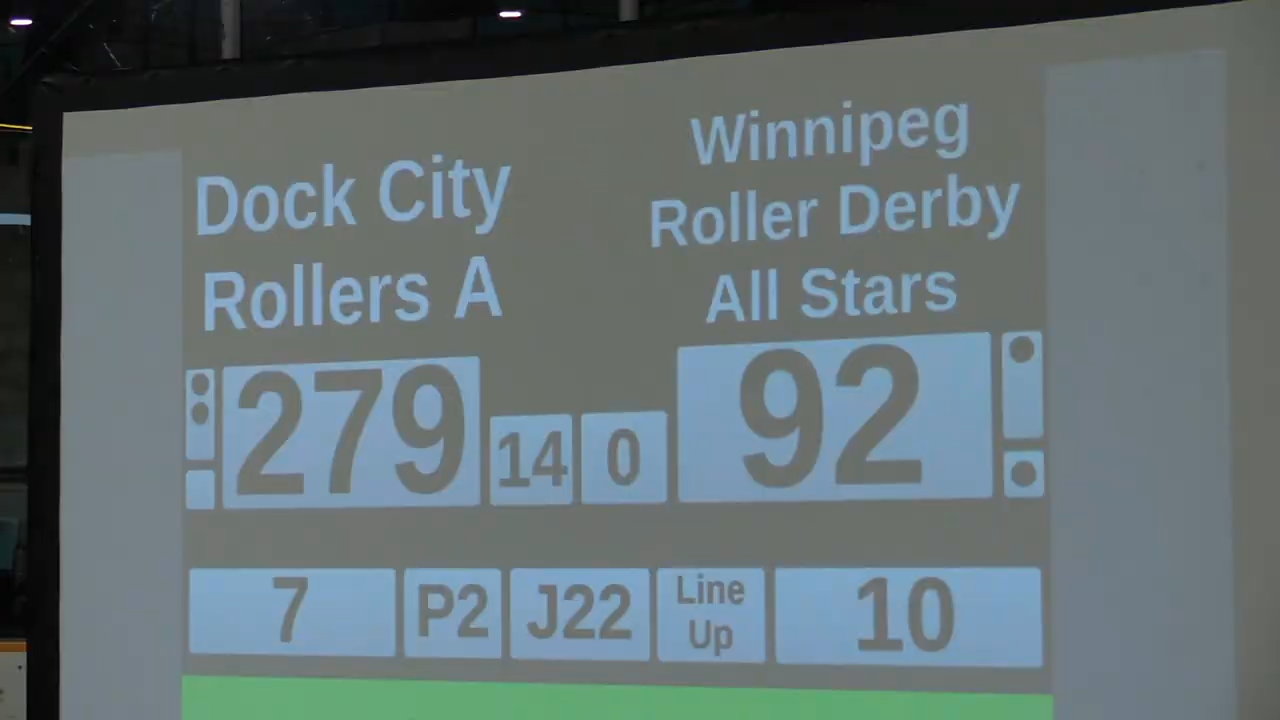 Dock City
Rollers A
Winnipeg
Roller Derby
All Stars
279
14
0
92
7
P2
J22
Line
Up
10